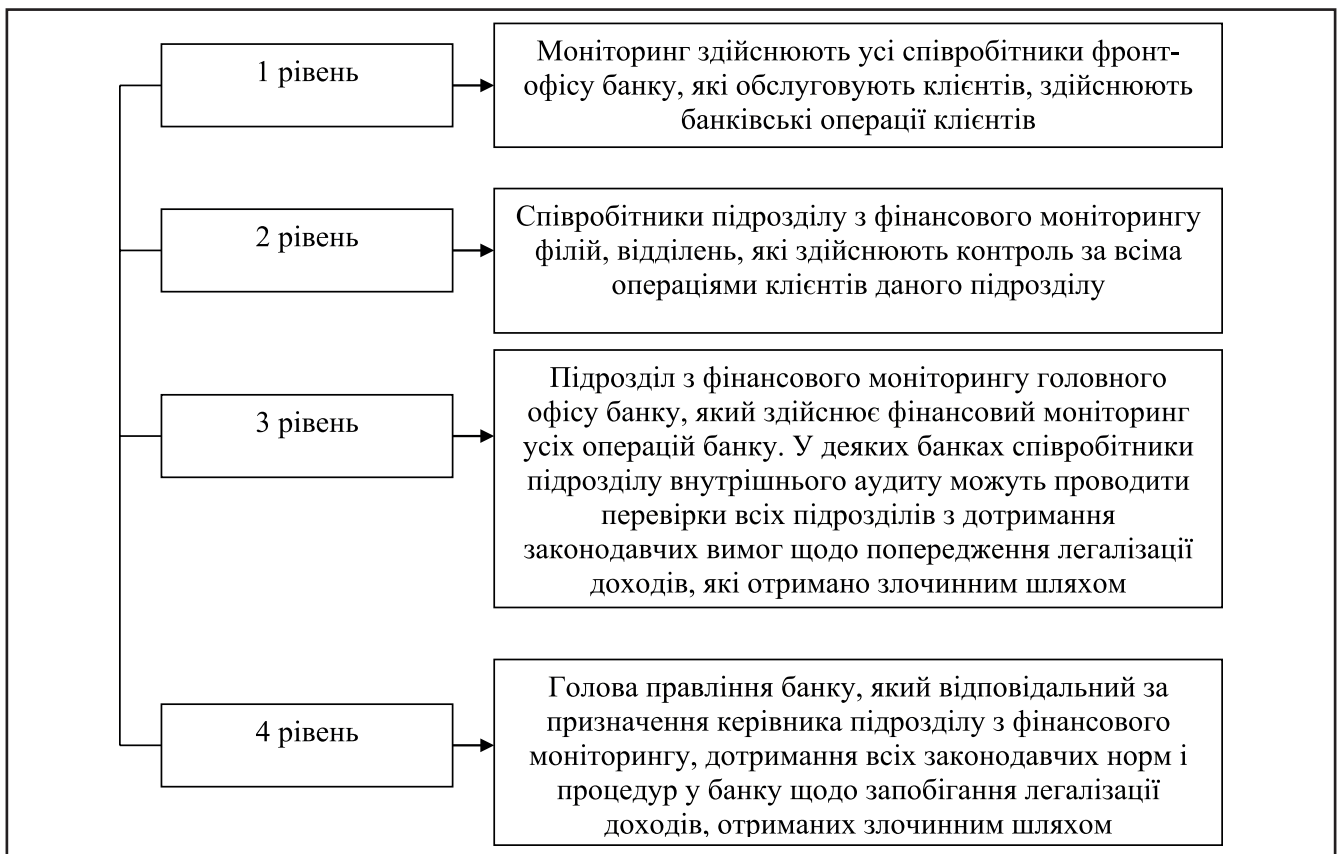 1 рівень
Моніторинг здійснюють усі співробітники фронт-
офісу банку, які обслуговують клієнтів, здійснюють
банківські операції клієнтів
2 рівень
Співробітники підрозділу з фінансового моніторингу
філій, відділень, які здійснюють контроль за всіма
операціями клієнтів даного підрозділу
3 рівень
Підрозділ з фінансового моніторингу головного
офісу банку, який здійснює фінансовий моніторинг
усіх операцій банку. У деяких банках співробітники
підрозділу внутрішнього аудиту можуть проводити
перевірки всіх підрозділів з дотримання
законодавчих вимог щодо попередження легалізації
доходів, які отримано злочинним шляхом
4 рівень
Голова правління банку, який відповідальний за
призначення керівника підрозділу з фінансового
моніторингу, дотримання всіх законодавчих норм і
процедур у банку щодо запобігання легалізації
доходів, отриманих злочинним шляхом